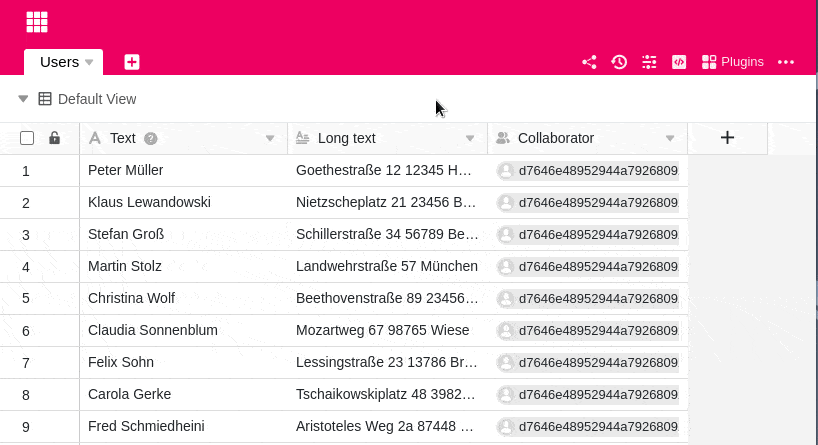 Users
Plugins
Default View
Text ? Long text Collaborator
1 Peter Müller Goethestraße 12 12345 H… d7646e48952944a7926809
2 Klaus Lewandowski Nietzscheplatz 21 23456 B… d7646e48952944a7926809
3 Stefan Groß Schillerstraße 34 56789 Be… d7646e48952944a7926809
4 Martin Stolz Landwehrstraße 57 München d7646e48952944a7926809
5 Christina Wolf Beethovenstraße 89 23456… d7646e48952944a7926809
6 Claudia Sonnenblum Mozartweg 67 98765 Wiese d7646e48952944a7926809
7 Felix Sohn Lessingstraße 23 13786 Br… d7646e48952944a7926809
8 Carola Gerke Tschaikowskiplatz 48 3982… d7646e48952944a7926809
9 Fred Schmiedheini Aristoteles Weg 2a 87448 … d7646e48952944a7926809